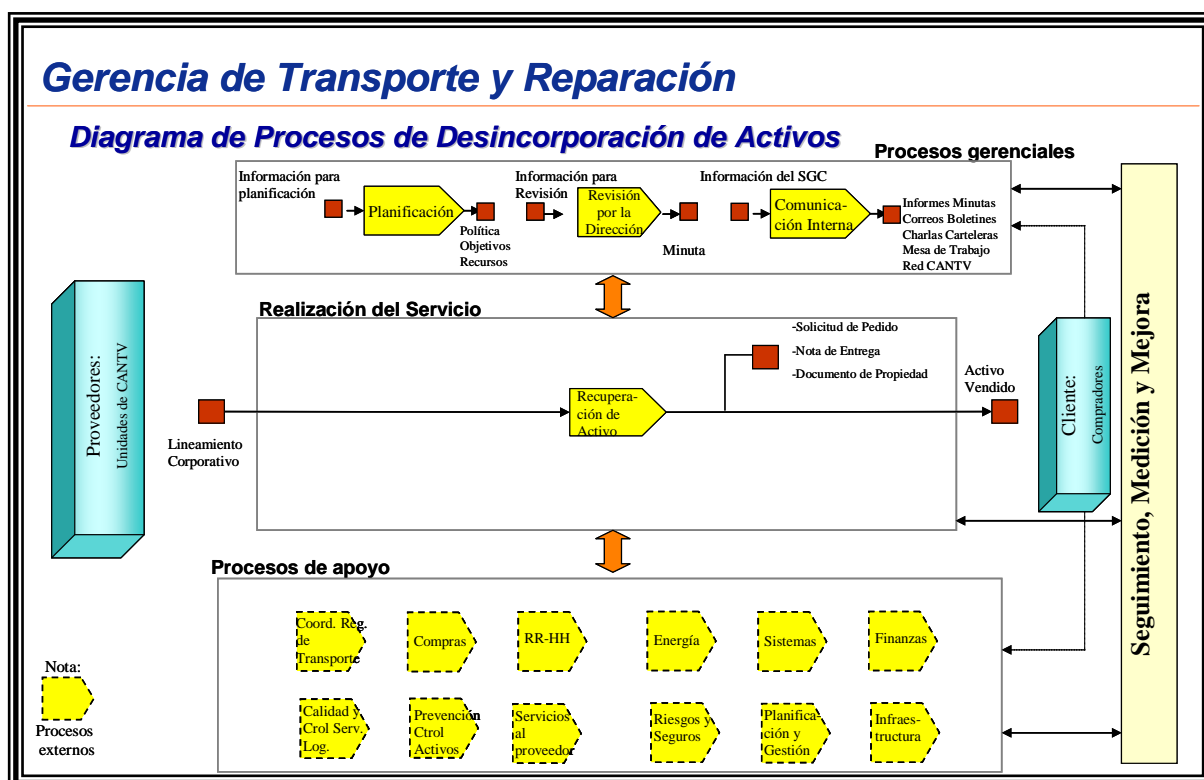 Gerencia de Transporte y Reparación
Diagrama de Procesos de Desincorporación de Activos
Procesos gerenciales
Información para
planificación
Planificación
Política
Objetivos
Recursos
Información para
Revisión
Revisión
por la
Dirección
Minuta
Información del SGC
Comunica-
ción Interna
Informes Minutas
Correos Boletines
Charlas Carteleras
Mesa de Trabajo
Red CANTV
Proveedores:
Unidades de CANTV
Realización del Servicio
Lineamiento
Corporativo
Recupera-
ción de
Activo
-Solicitud de Pedido
-Nota de Entrega
-Documento de Propiedad
Activo
Vendido
Cliente:
Compradores
Seguimiento, Medición y Mejora
Procesos de apoyo
Coord. Reg.
de
Transporte
Compras
RR-HH
Energía
Sistemas
Finanzas
Calidad y
Crol Serv.
Log.
Prevención
Ctrol
Activos
Servicios
al
proveedor
Riesgos y
Seguros
Planifica-
ción y
Gestión
Infraes-
tructura
Nota:
Procesos
externos